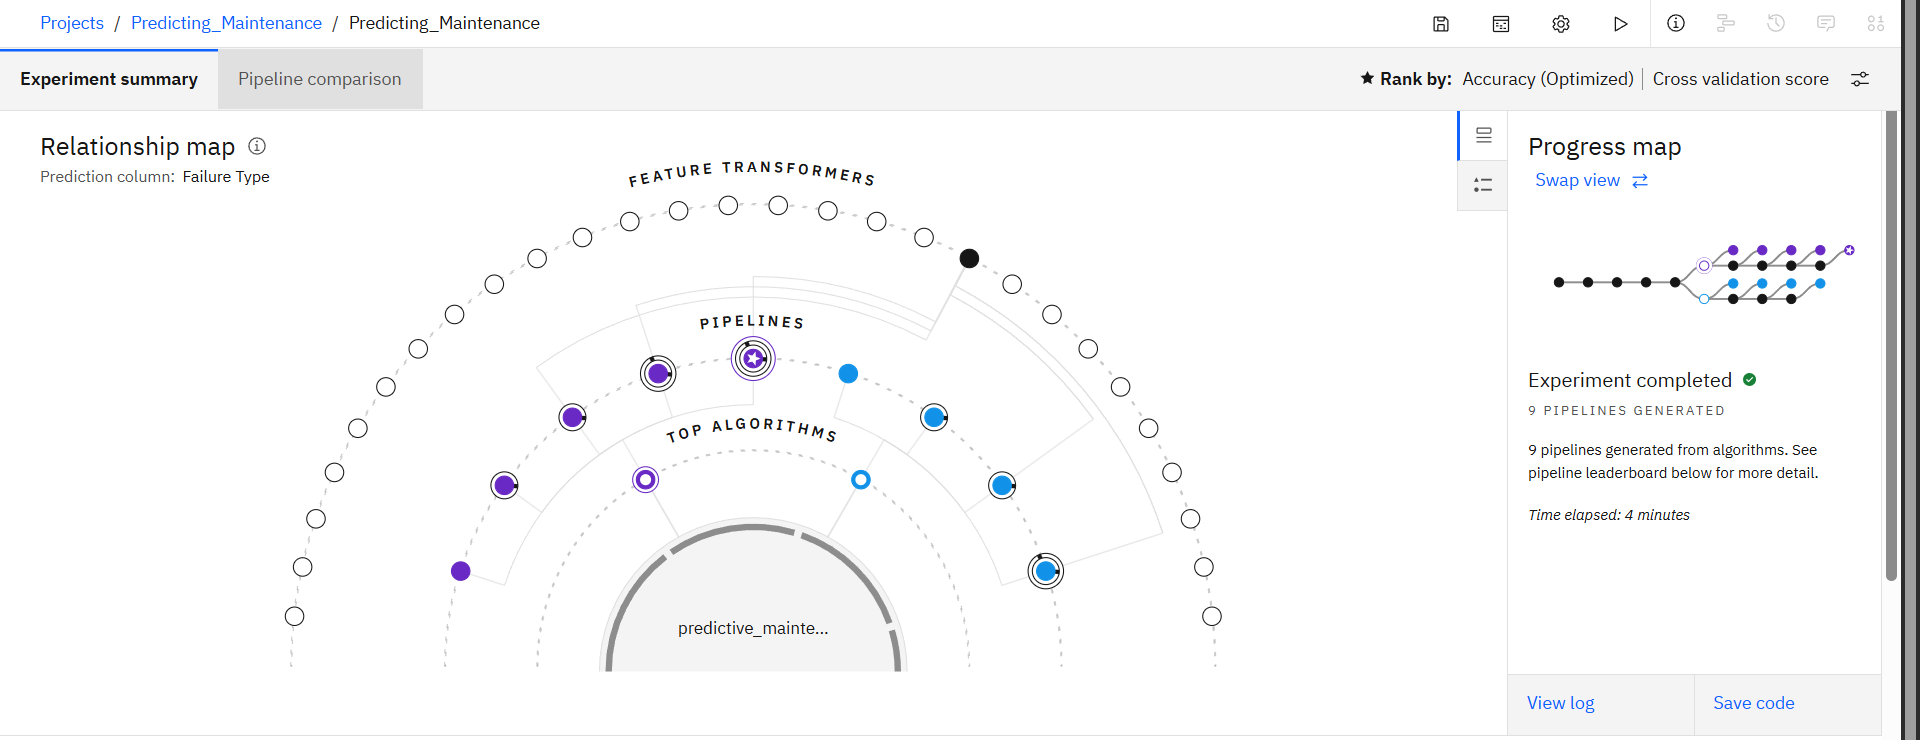 Projects / Predicting_Maintenance / Predicting_Maintenance
Experiment summary
Pipeline comparison
Rank by: Accuracy (Optimized) | Cross validation score
Relationship map
Prediction column: Failure Type
FEATURE TRANSFORMERS
PIPELINES
TOP ALGORITHMS
predictive_mainte...
Progress map
Swap view
Experiment completed
9 PIPELINES GENERATED
9 pipelines generated from algorithms. See
pipeline leaderboard below for more detail.
Time elapsed: 4 minutes
View log
Save code